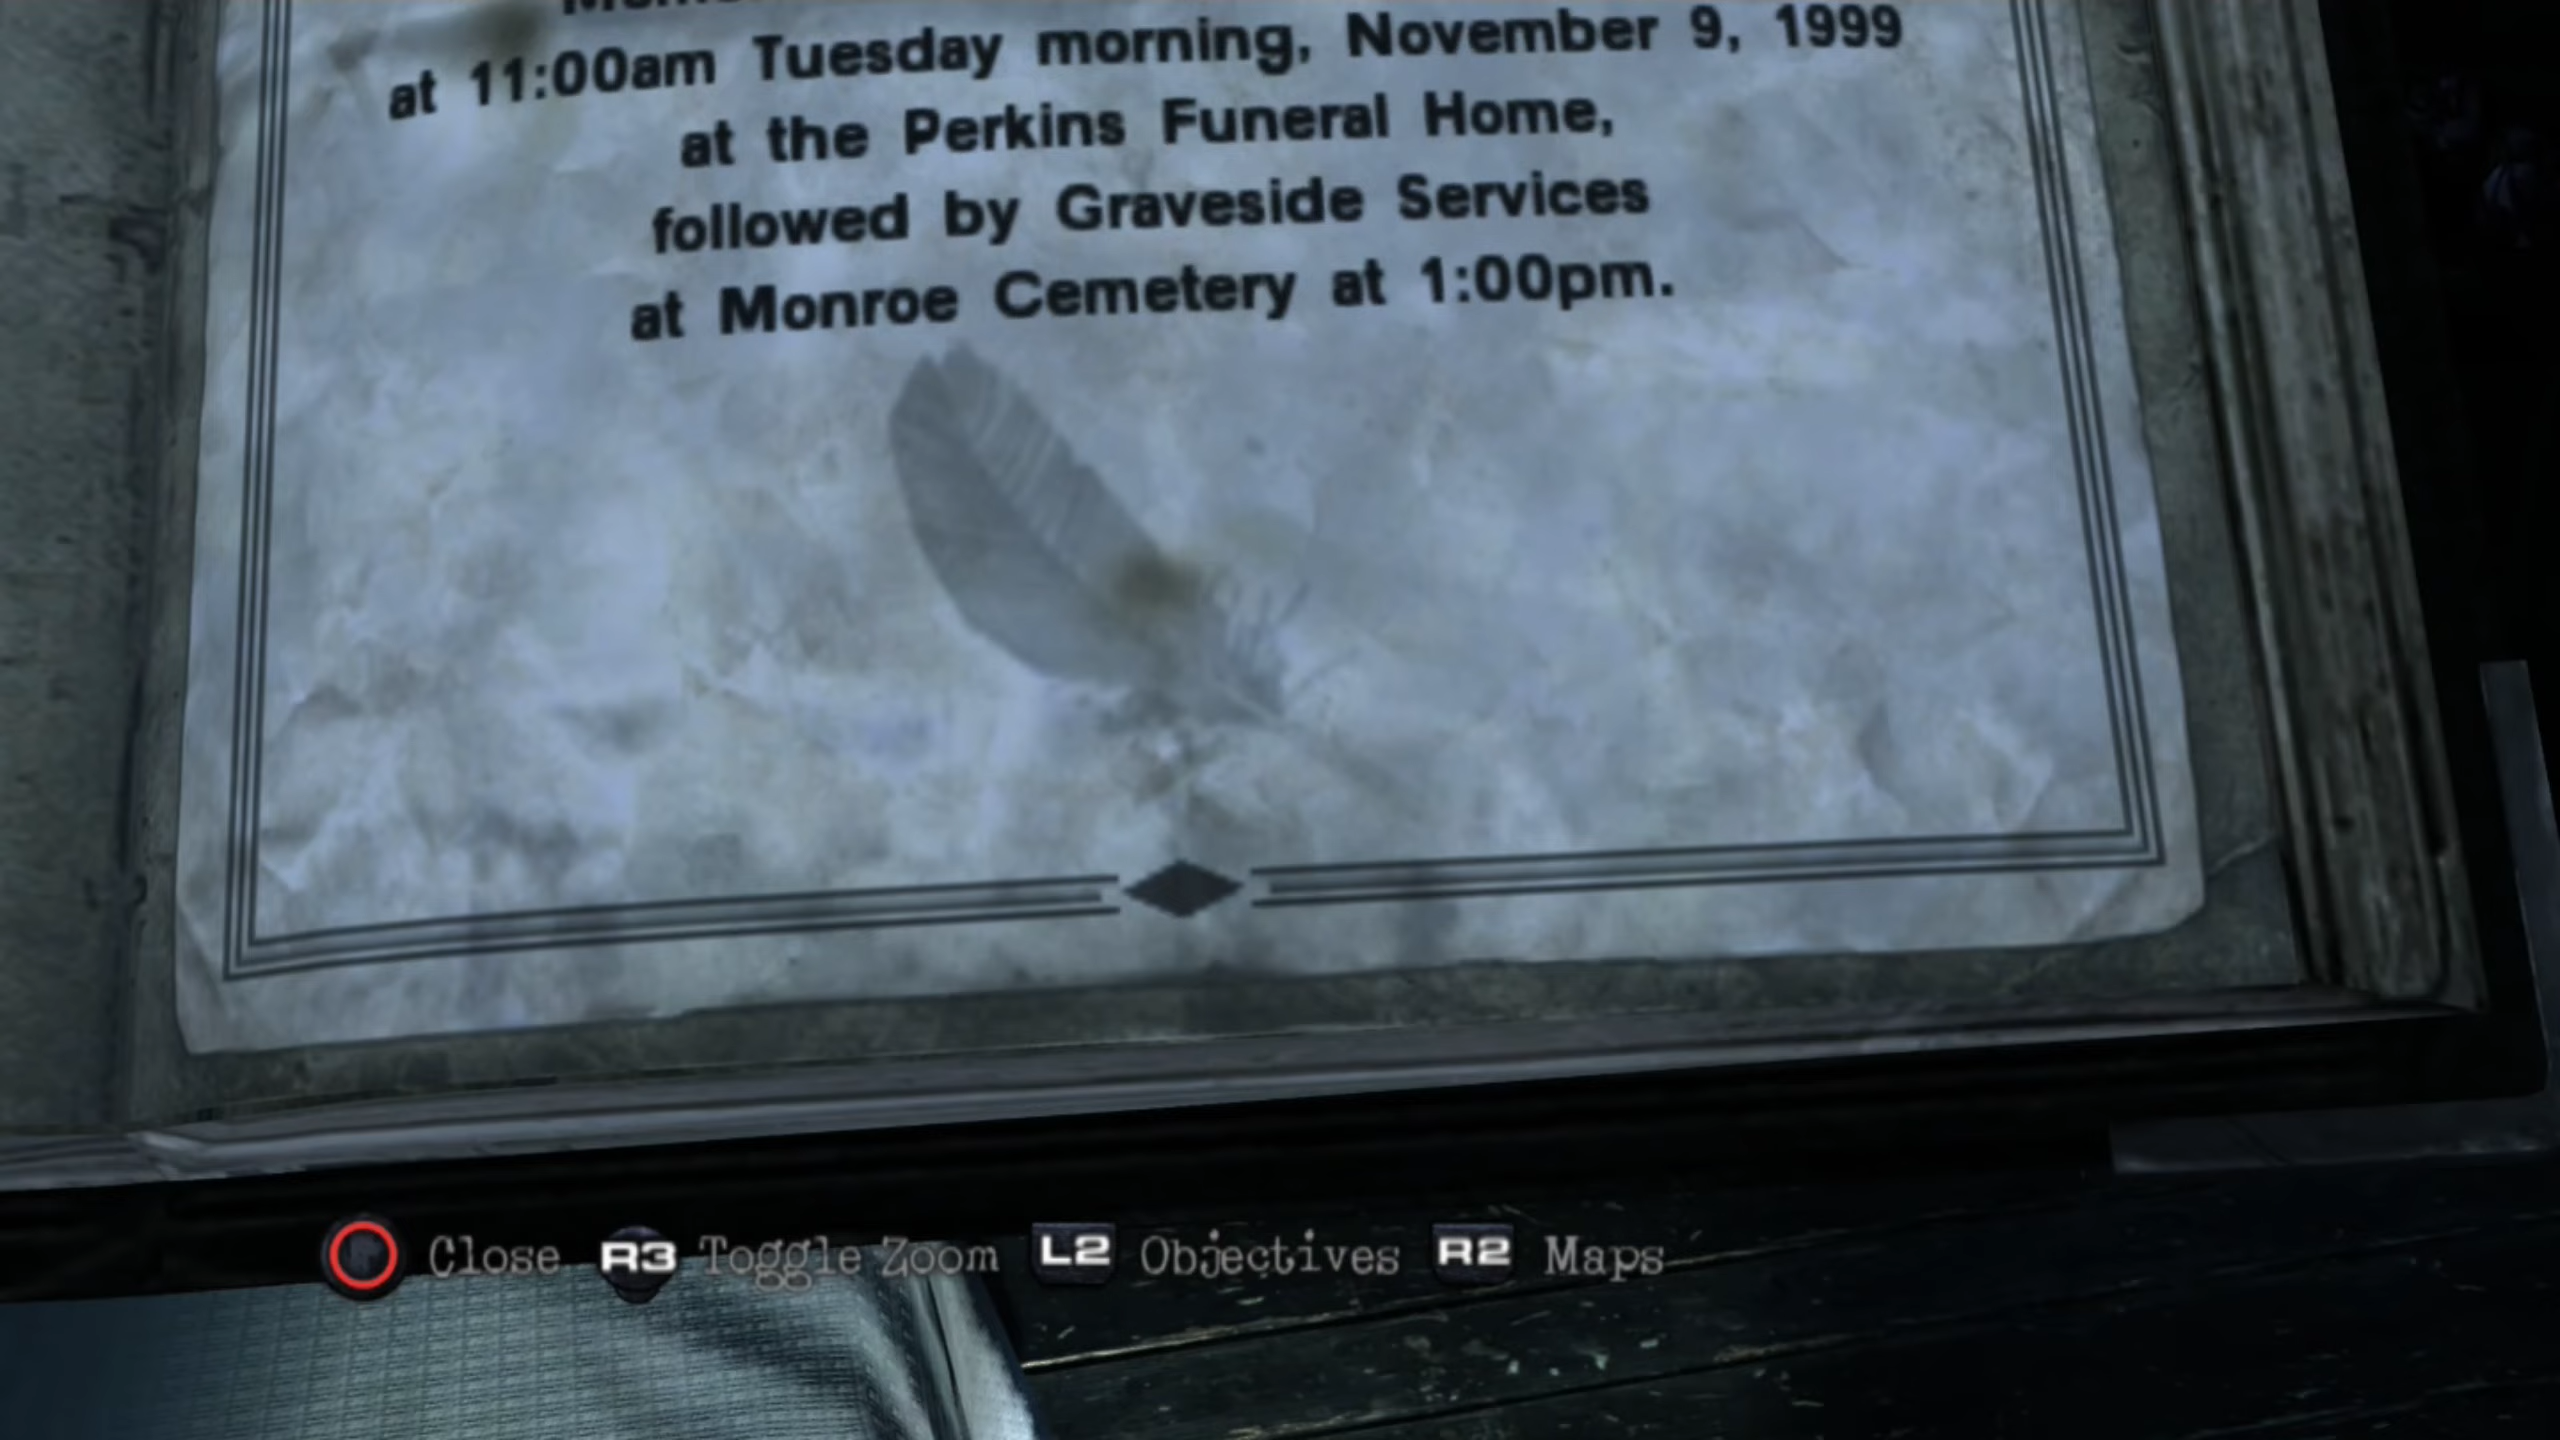 at 11:00am Tuesday morning, November 9, 1999
at the Perkins Funeral Home,
followed by Graveside Services
at Monroe Cemetery at 1:00pm.
Close R3 Toggle Zoom L2 Objectives R2 Maps